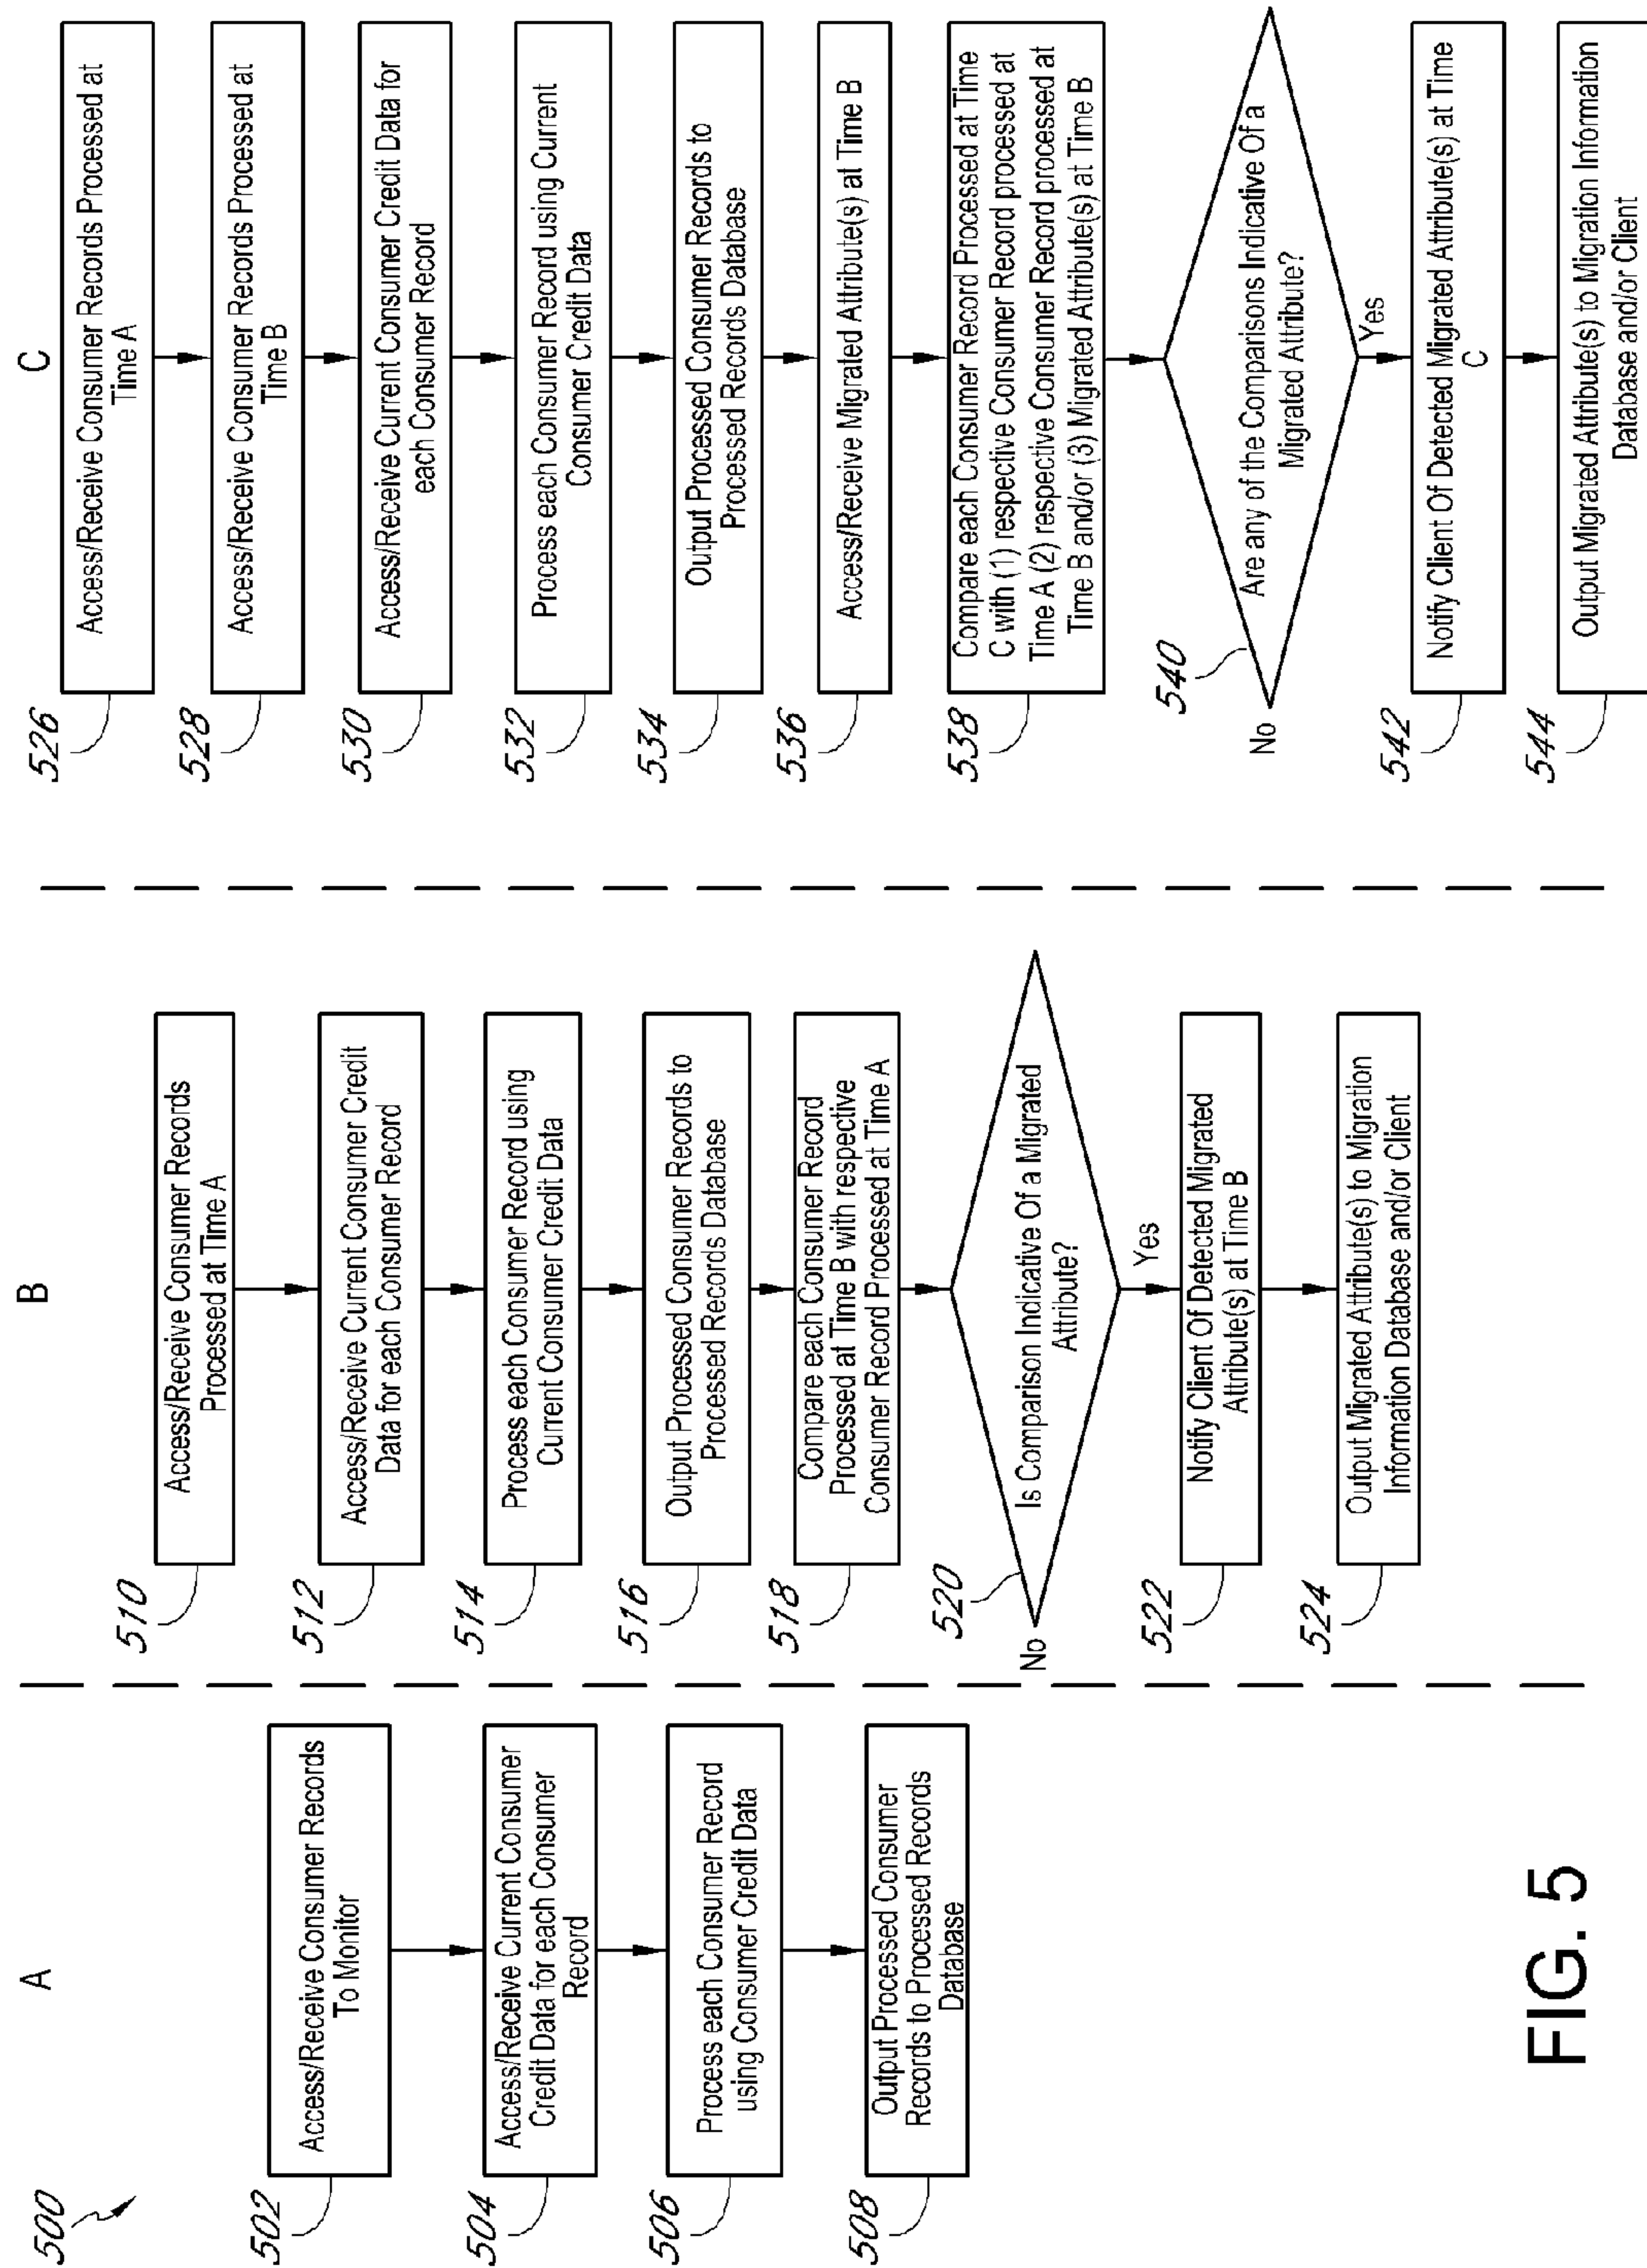 500
A
502
Access/Receive Consumer Records
To Monitor
504
Access/Receive Current Consumer
Credit Data for each Consumer
Record
506
Process each Consumer Record
using Consumer Credit Data
508
Output Processed Consumer
Records to Processed Records
Database
B
510
Access/Receive Consumer Records
Processed at Time A
512
Access/Receive Current Consumer Credit
Data for each Consumer Record
514
Process each Consumer Record using
Current Consumer Credit Data
516
Output Processed Consumer Records to
Processed Records Database
518
Compare each Consumer Record
Processed at Time B with respective
Consumer Record Processed at Time A
520
Is Comparison Indicative Of a Migrated
Attribute?
No
Yes
522
Notify Client Of Detected Migrated
Attribute(s) at Time B
524
Output Migrated Attribute(s) to Migration
Information Database and/or Client
C
526
Access/Receive Consumer Records Processed at
Time A
528
Access/Receive Consumer Records Processed at
Time B
530
Access/Receive Current Consumer Credit Data for
each Consumer Record
532
Process each Consumer Record using Current
Consumer Credit Data
534
Output Processed Consumer Records to
Processed Records Database
536
Access/Receive Migrated Attribute(s) at Time B
538
Compare each Consumer Record Processed at Time
C with (1) respective Consumer Record processed at
Time A (2) respective Consumer Record processed at
Time B and/or (3) Migrated Attribute(s) at Time B
540
Are any of the Comparisons Indicative Of a
Migrated Attribute?
No
Yes
542
Notify Client Of Detected Migrated Attribute(s) at Time
C
544
Output Migrated Attribute(s) to Migration Information
Database and/or Client
FIG. 5